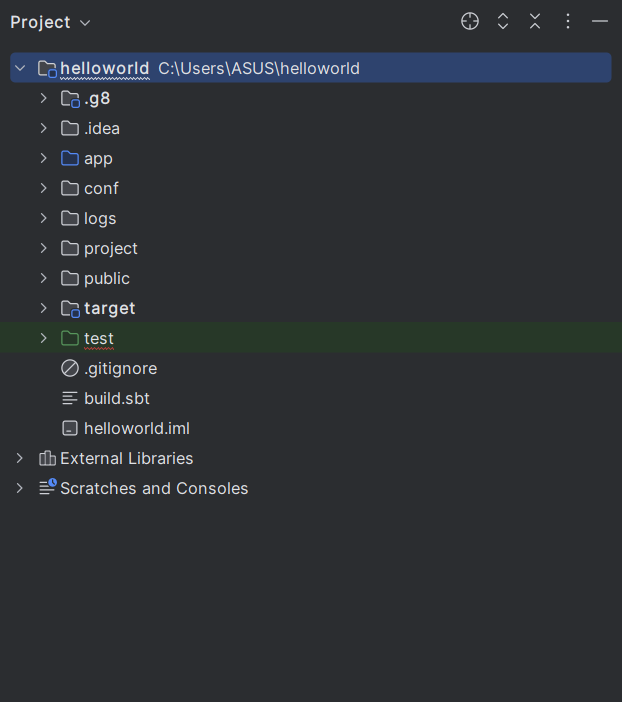 Project
helloworld C:\Users\ASUS\helloworld
.g8
.idea
app
conf
logs
project
public
target
test
.gitignore
build.sbt
helloworld.iml
External Libraries
Scratches and Consoles